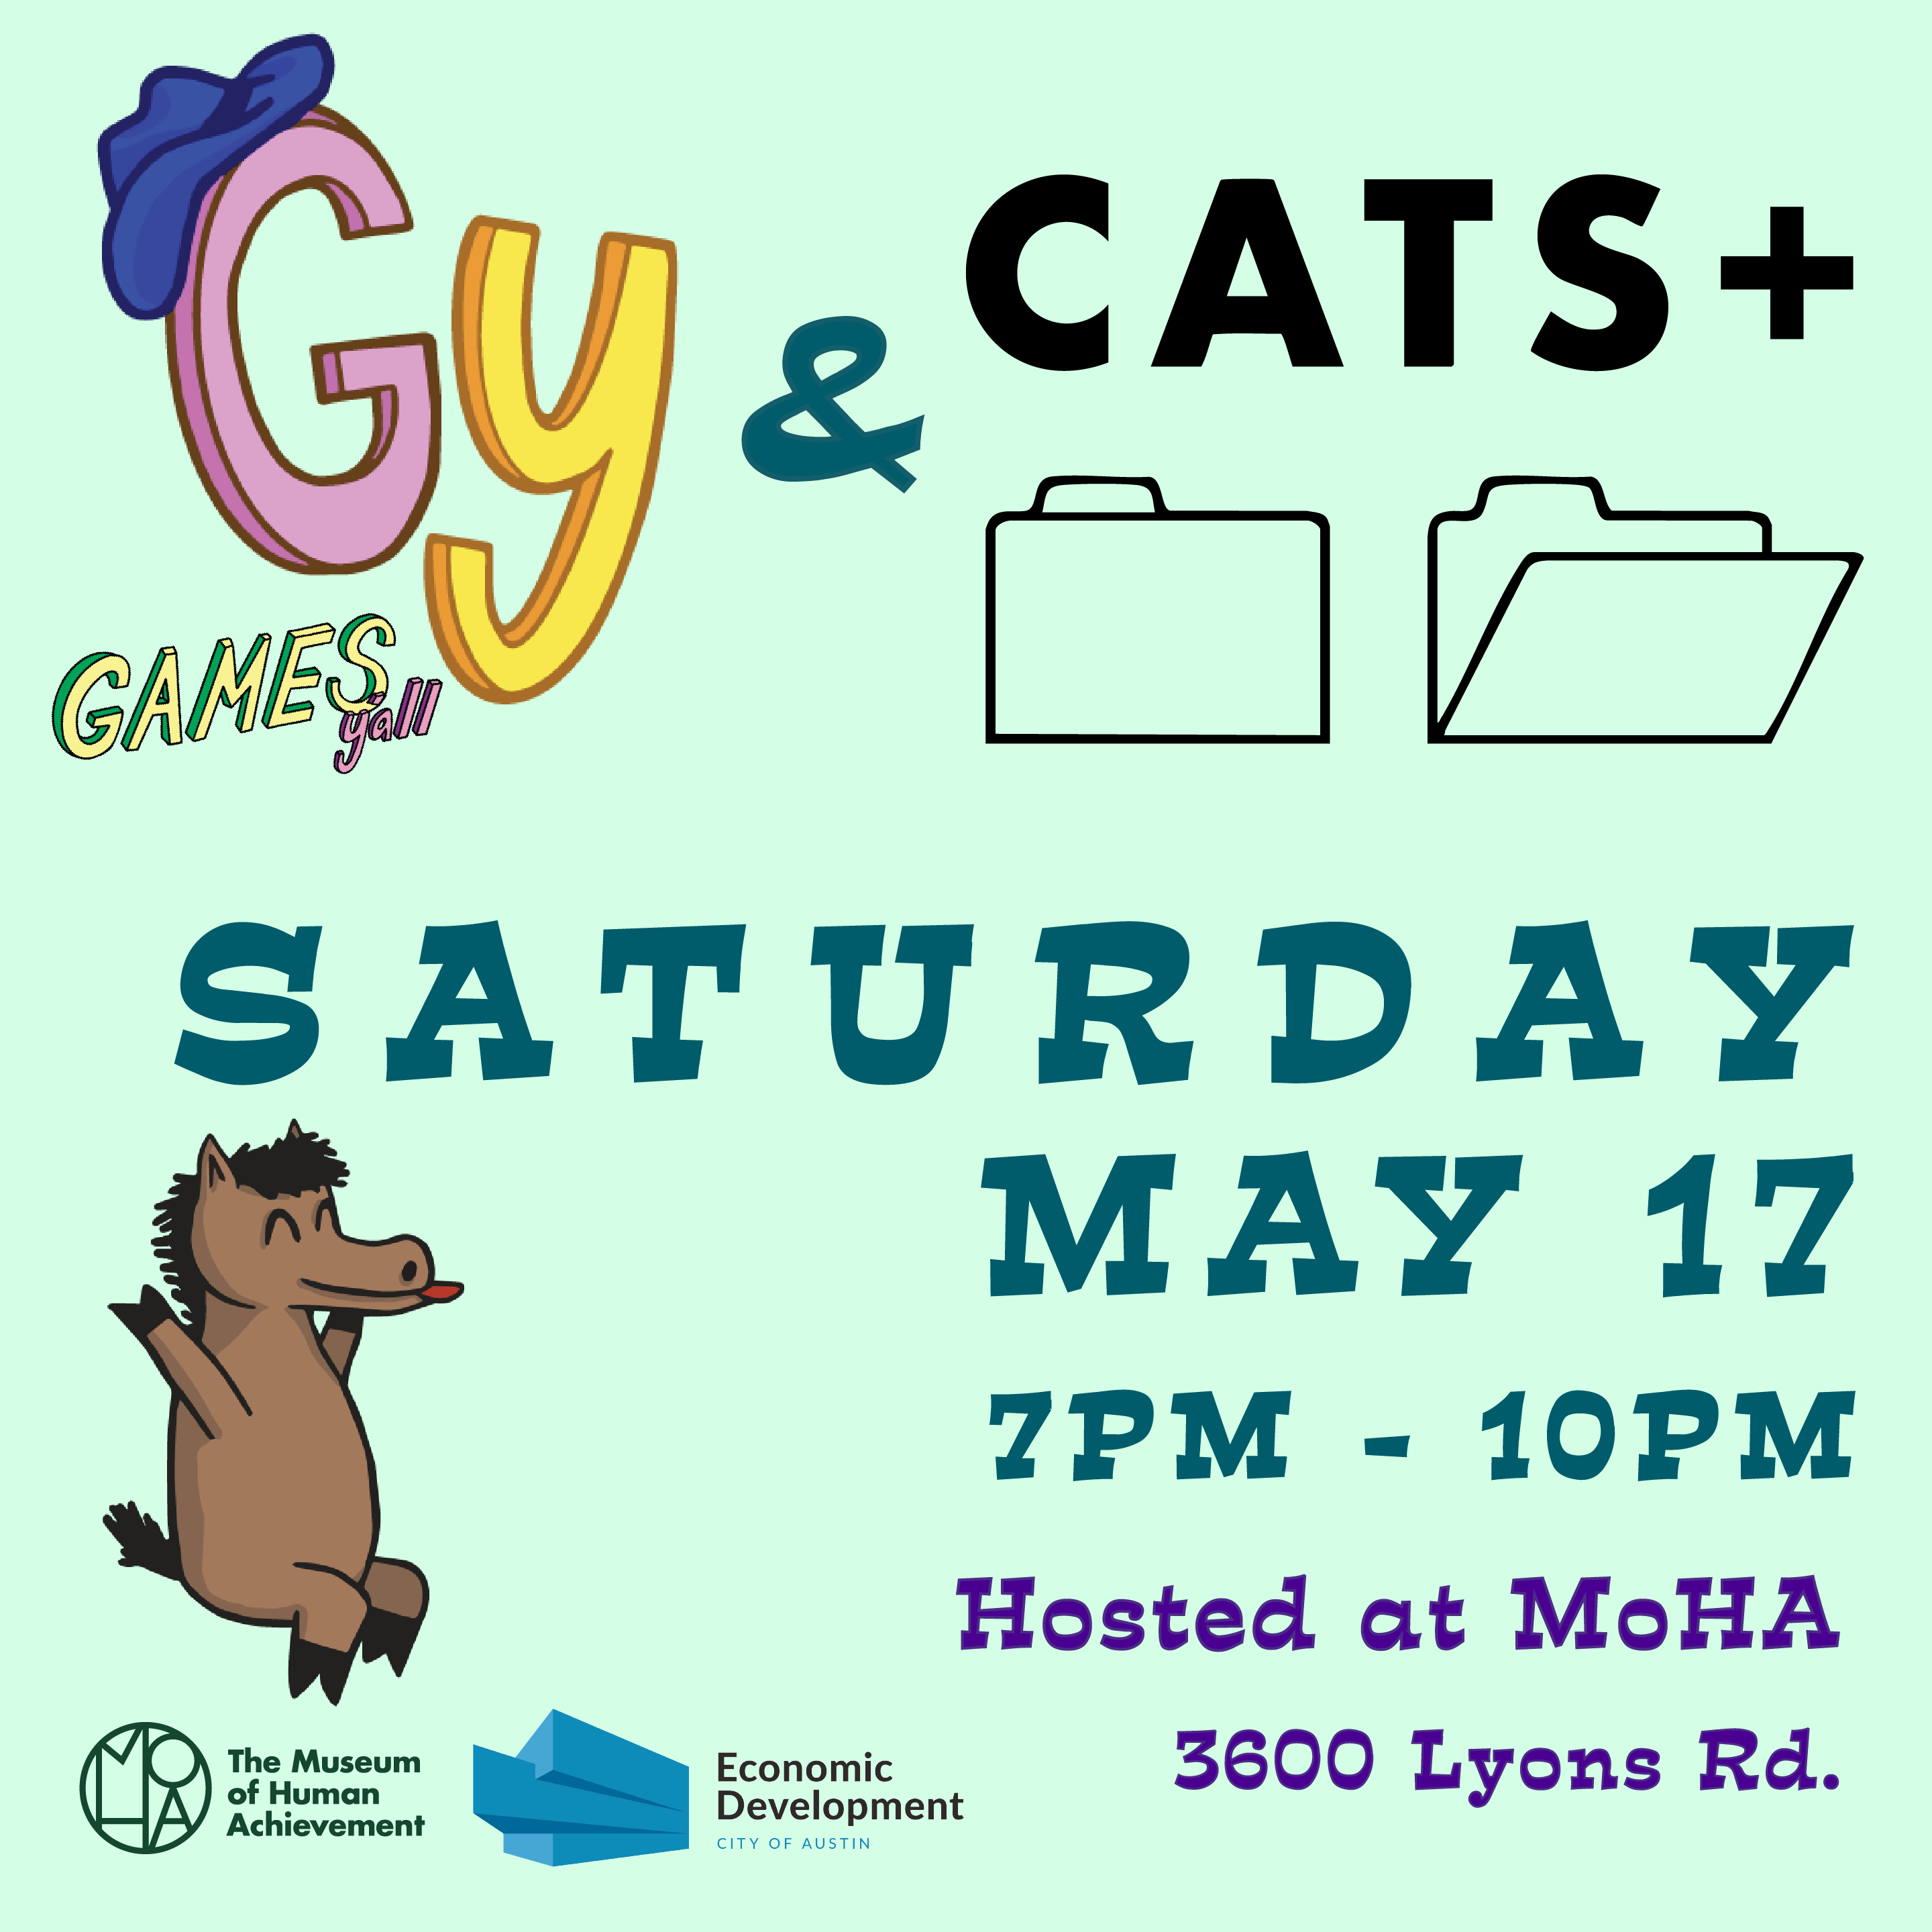 Gy
GAMES
y'all
&
CATS+
SATURDAY
MAY 17
7PM - 10PM
Hosted at MoHA
3600 Lyons Rd.
MOHA
The Museum
of Human
Achievement
Economic
Development
CITY OF AUSTIN